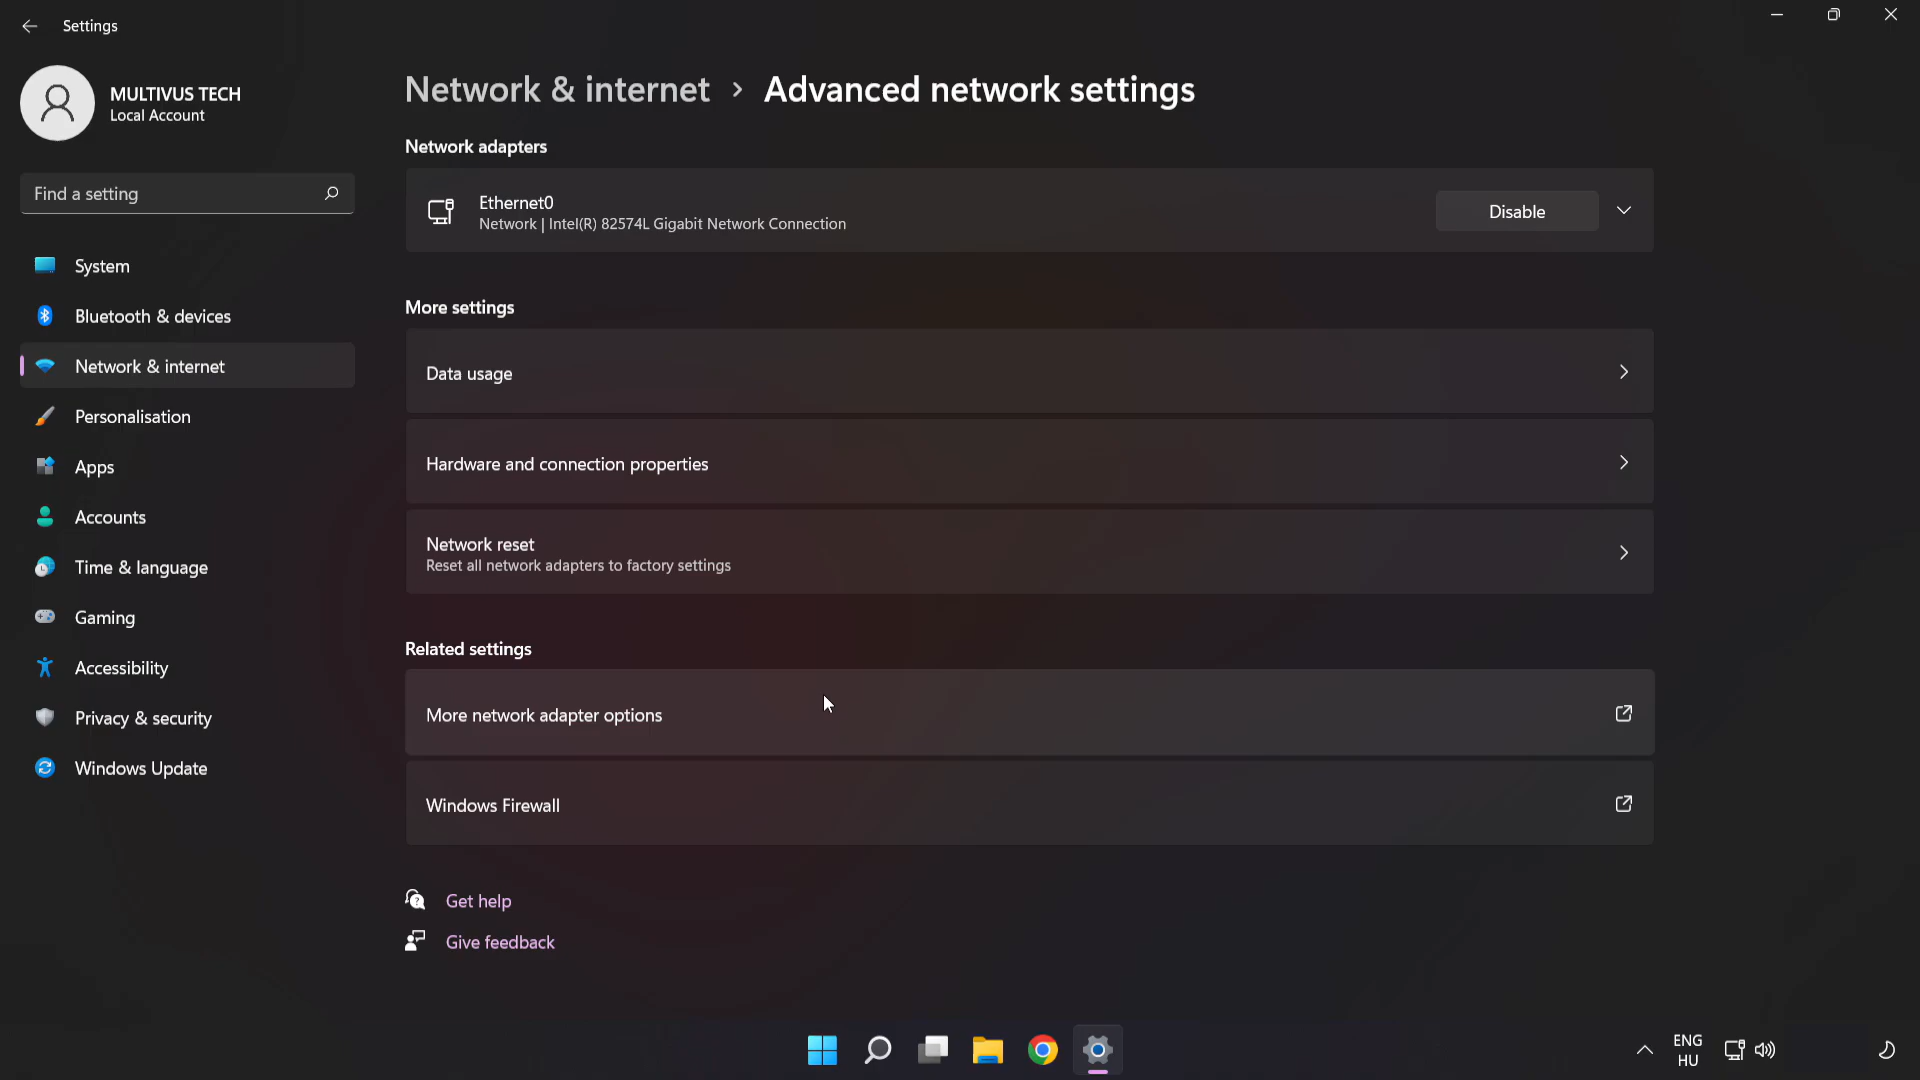 Settings
MULTIVUS TECH
Local Account
Find a setting
System
Bluetooth & devices
Network & internet
Personalisation
Apps
Accounts
Time & language
Gaming
Accessibility
Privacy & security
Windows Update
Network & internet > Advanced network settings
Network adapters
Ethernet0
Network | Intel(R) 82574L Gigabit Network Connection
Disable
More settings
Data usage
Hardware and connection properties
Network reset
Reset all network adapters to factory settings
Related settings
More network adapter options
Windows Firewall
Get help
Give feedback
ENG
HU